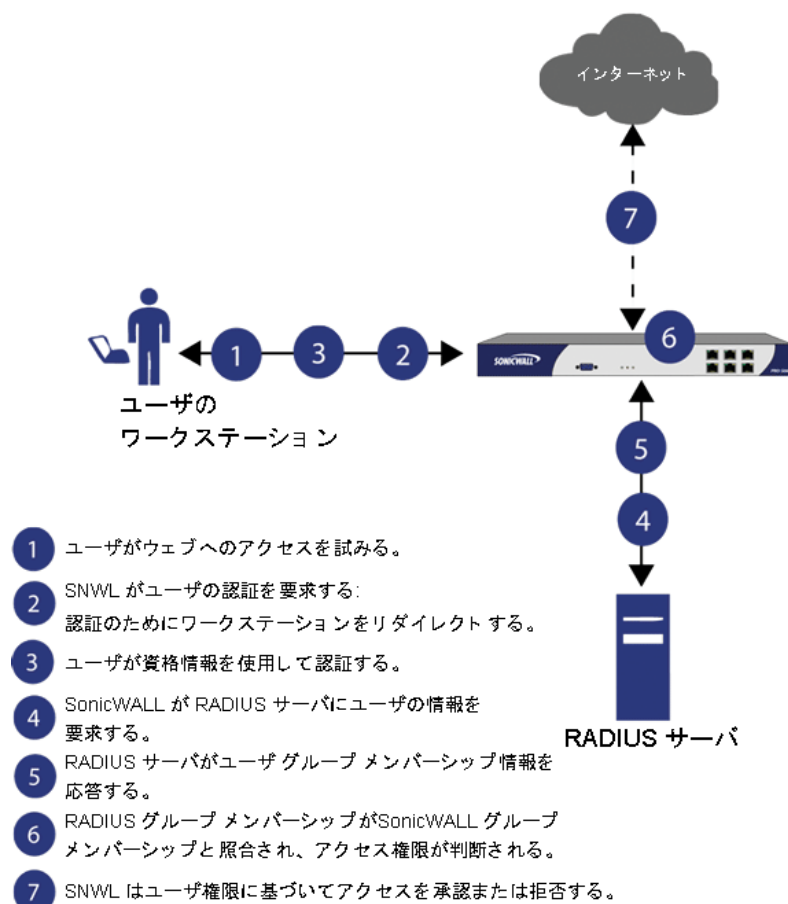 インターネット
7
6
SONICWALL
1
3
2
ユーザの
ワークステーション
5
4
RADIUS サーバ
1 ユーザがウェブへのアクセスを試みる。
2 SNWL がユーザの認証を要求する:
認証のためにワークステーションをリダイレクト する。
3 ユーザが資格情報を使用して認証する。
4 SonicWALL が RADIUS サーバにユーザの情報を
要求する。
5 RADIUS サーバがユーザ グループ メンバーシップ情報を
応答する。
6 RADIUS グループ メンバーシップがSonicWALL グループ
メンバーシップと照合され、アクセス権限が判断される。
7 SNWL はユーザ権限に基づいてアクセスを承認または拒否する。